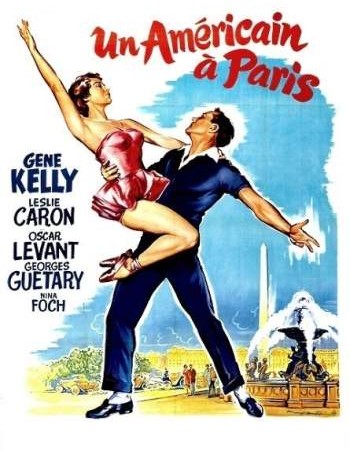 Un Américain
à Paris
GENE
KELLY
LESLIE
CARON
OSCAR
LEVANT
GEORGES
GUETARY
NINA
FOCH